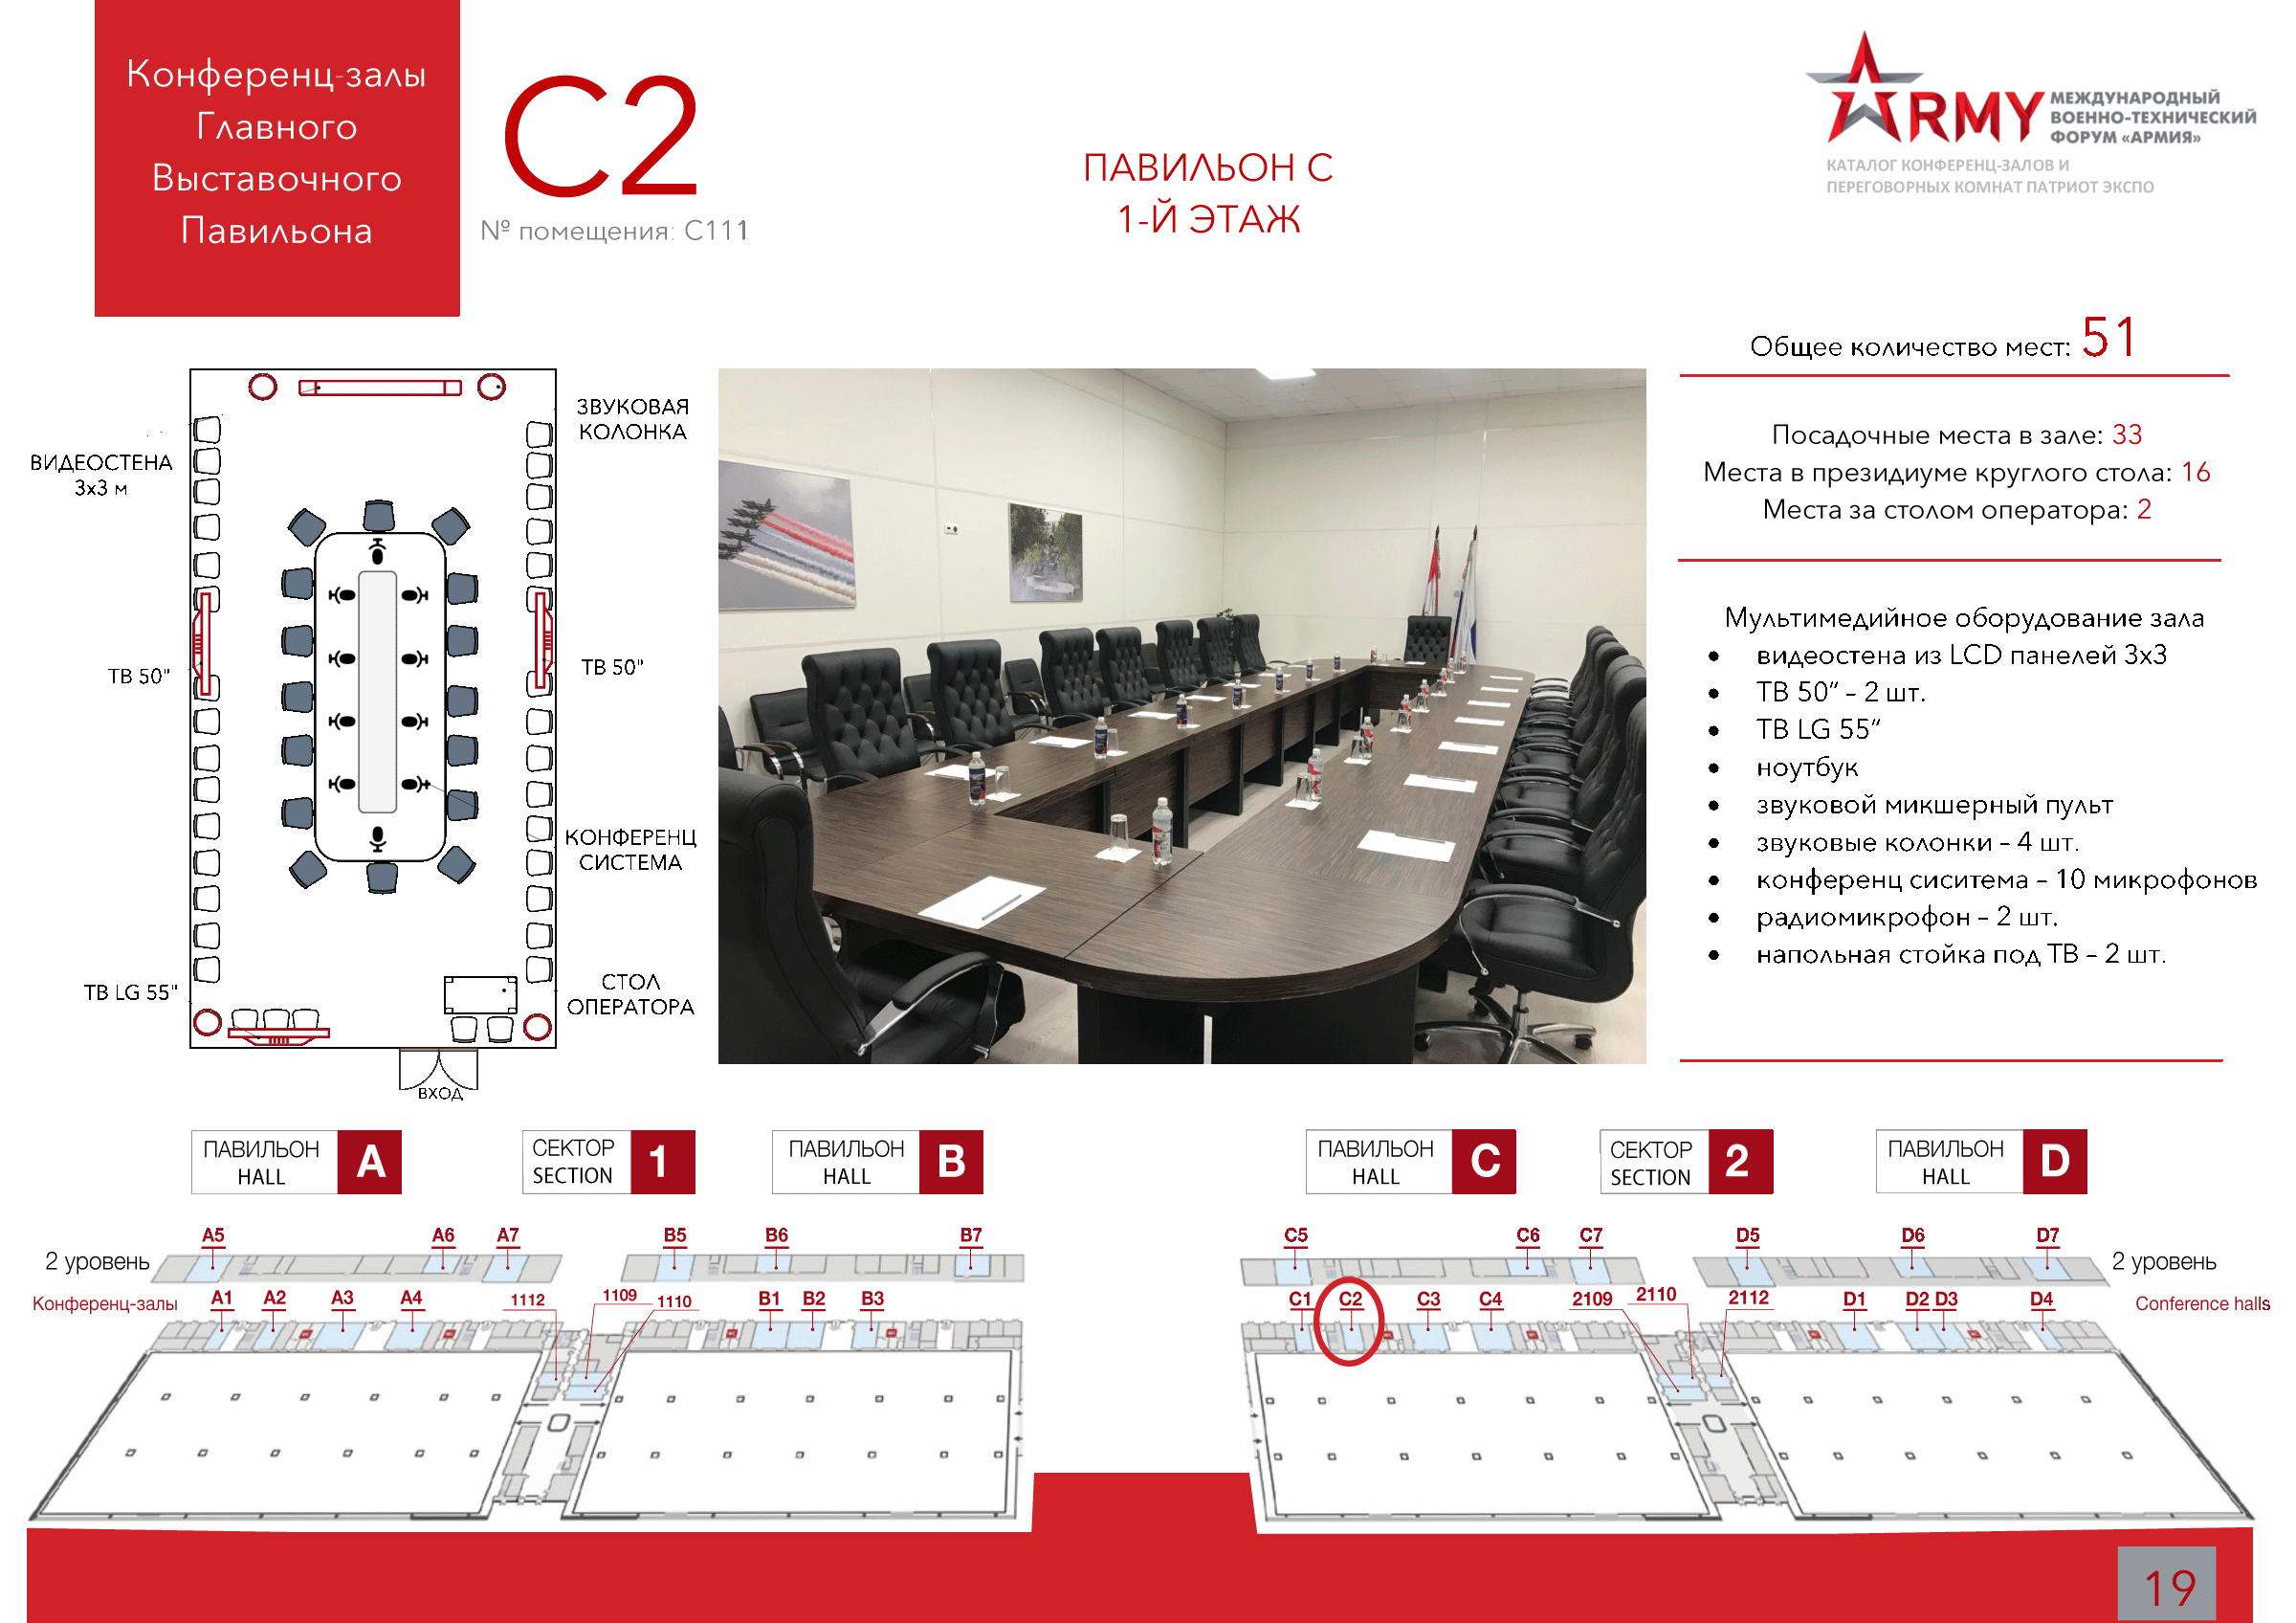 Конференц-залы
Главного
Выставочного
Павильона
C2
№ помещения: С111
ПАВИЛЬОН С
1-Й ЭТАЖ
ARMY
МЕЖДУНАРОДНЫЙ
ВОЕННО-ТЕХНИЧЕСКИЙ
ФОРУМ «АРМИЯ»
КАТАЛОГ КОНФЕРЕНЦ-ЗАЛОВ И
ПЕРЕГОВОРНЫХ КОМНАТ ПАТРИОТ ЭКСПО
ЗВУКОВАЯ
КОЛОНКА
ВИДЕОСТЕНА
3х3 м
ТВ 50"
ТВ 50"
КОНФЕРЕНЦ
СИСТЕМА
ТВ LG 55"
СТОЛ
ОПЕРАТОРА
ВХОД
Общее количество мест: 51
Посадочные места в зале: 33
Места в президиуме круглого стола: 16
Места за столом оператора: 2
Мультимедийное оборудование зала
• видеостена из LCD панелей 3х3
• ТВ 50” – 2 шт.
• ТВ LG 55”
• ноутбук
• звуковой микшерный пульт
• звуковые колонки – 4 шт.
• конференц сиситема – 10 микрофонов
• радиомикрофон – 2 шт.
• напольная стойка под ТВ – 2 шт.
ПАВИЛЬОН
HALL
A
СЕКТОР
SECTION
1
ПАВИЛЬОН
HALL
B
ПАВИЛЬОН
HALL
C
СЕКТОР
SECTION
2
ПАВИЛЬОН
HALL
D
2 уровень
A5 A6 A7 B5 B6 B7 C5 C6 C7 D5 D6 D7
2 уровень
Конференц-залы
A1 A2 A3 A4 1112 1109 1110 B1 B2 B3 C1 C2 C3 C4 2109 2110 2112 D1 D2 D3 D4
Conference halls
19